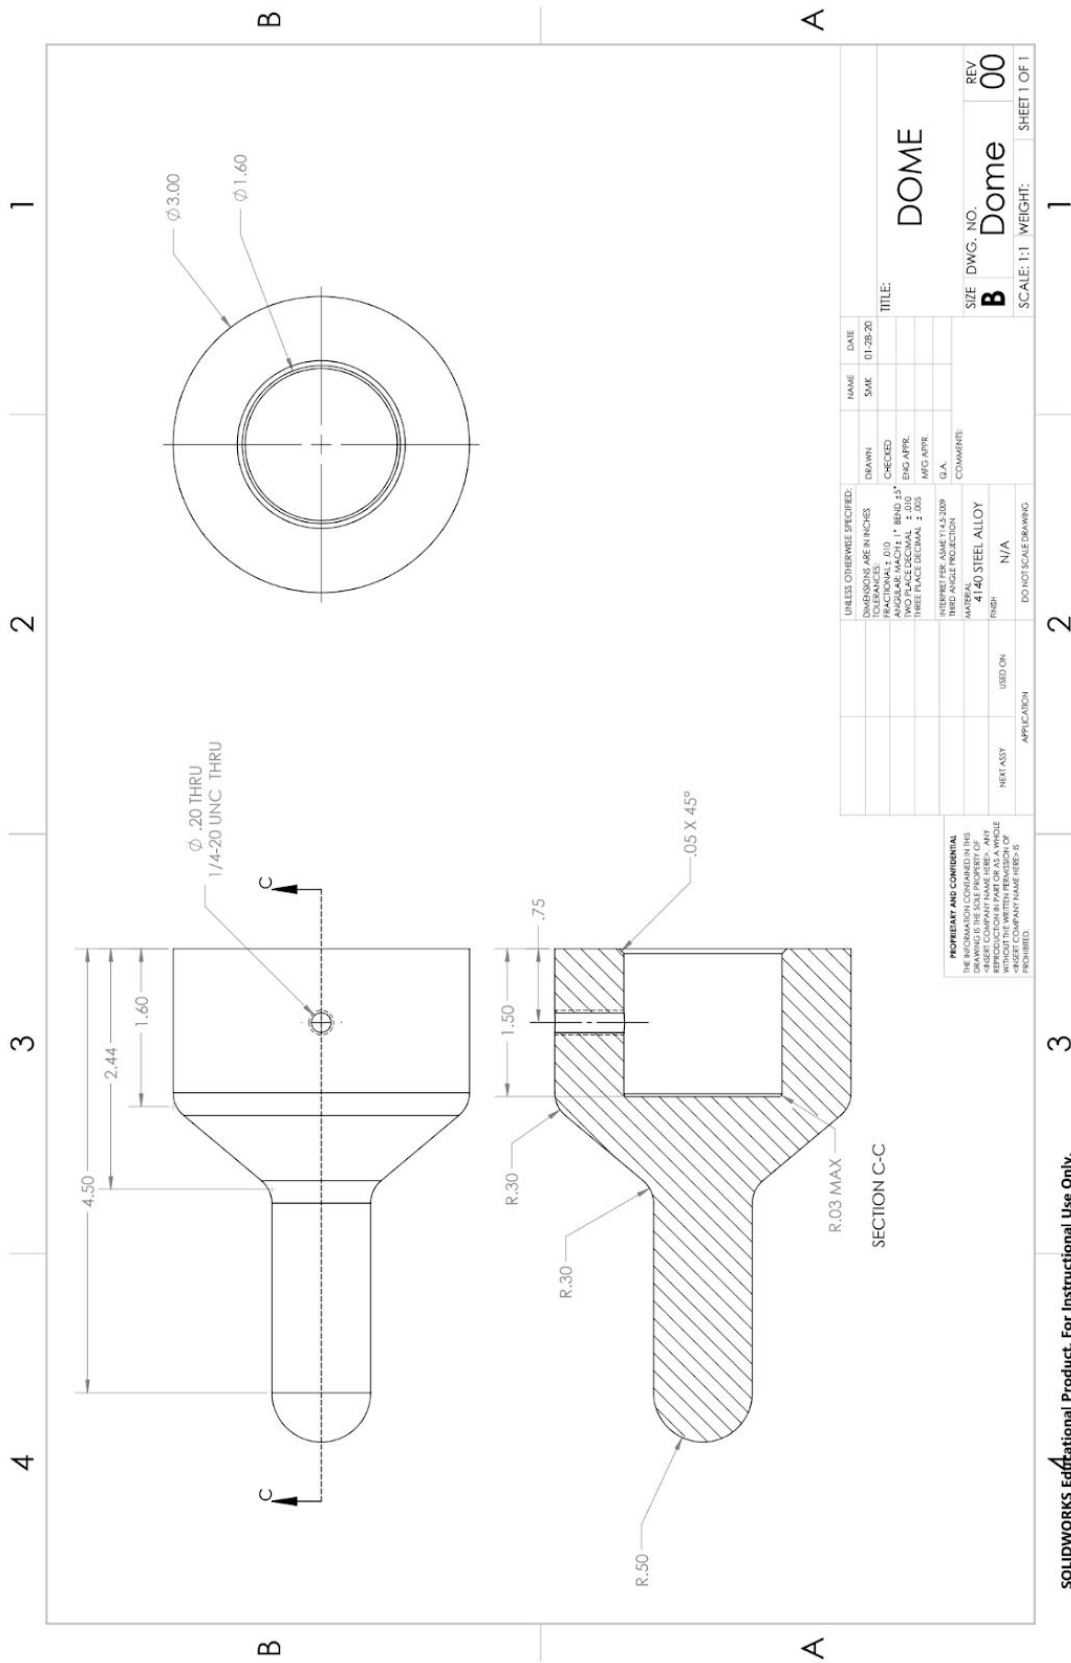 4
3
2
1
B
B
A
A
4.50
2.44
1.60
C
C
⌀ .20 THRU
1/4-20 UNC THRU
⌀3.00
⌀1.60
R.50
R.30
R.30
1.50
.75
.05 X 45°
R.03 MAX
SECTION C-C
PROPRIETARY AND CONFIDENTIAL
THE INFORMATION CONTAINED IN THIS
DRAWING IS THE SOLE PROPERTY OF
<INSERT COMPANY NAME HERE>. ANY
REPRODUCTION IN PART OR AS A WHOLE
WITHOUT THE WRITTEN PERMISSION OF
<INSERT COMPANY NAME HERE> IS
PROHIBITED.
NEXT ASSY
USED ON
APPLICATION
UNLESS OTHERWISE SPECIFIED:
DIMENSIONS ARE IN INCHES
TOLERANCES:
FRACTIONAL ± .010
ANGULAR: MACH ± 1° BEND ±5°
TWO PLACE DECIMAL ± .010
THREE PLACE DECIMAL ± .005
INTERPRET PER: ASME Y14.5-2009
THIRD ANGLE PROJECTION
MATERIAL
4140 STEEL ALLOY
FINISH
N/A
DO NOT SCALE DRAWING
NAME
DATE
DRAWN
SMK
01-28-20
CHECKED
ENG APPR.
MFG APPR.
Q.A.
COMMENTS:
TITLE:
DOME
SIZE
B
DWG. NO.
Dome
REV
00
SCALE: 1:1
WEIGHT:
SHEET 1 OF 1
4
3
2
1
SOLIDWORKS Educational Product. For Instructional Use Only.